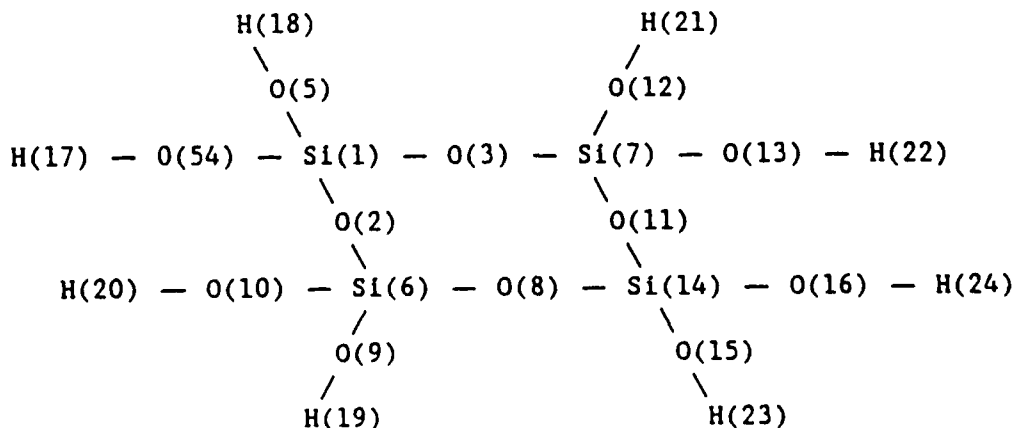 H(18) H(21)
O(5) O(12)
H(17) — O(54) — Si(1) — O(3) — Si(7) — O(13) — H(22)
O(2) O(11)
H(20) — O(10) — Si(6) — O(8) — Si(14) — O(16) — H(24)
O(9) O(15)
H(19) H(23)